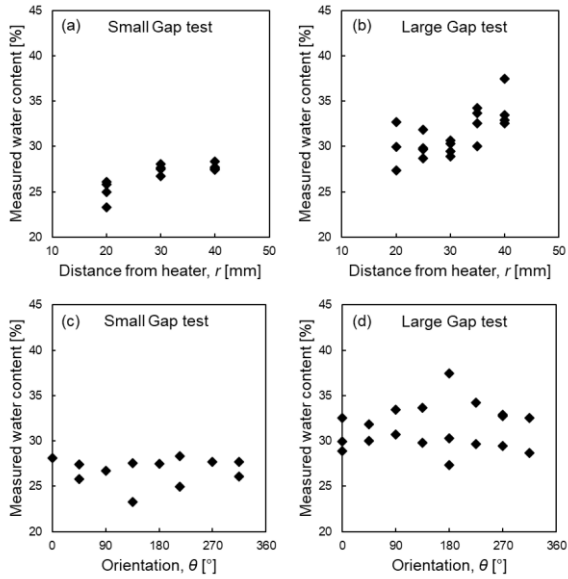 (a) Small Gap test
(b) Large Gap test
Measured water content [%]
45
40
35
30
25
20
10 20 30 40 50
Distance from heater, r [mm]
Measured water content [%]
45
40
35
30
25
20
10 20 30 40 50
Distance from heater, r [mm]
(c) Small Gap test
(d) Large Gap test
Measured water content [%]
45
40
35
30
25
20
0 90 180 270 360
Orientation, θ [°]
Measured water content [%]
45
40
35
30
25
20
0 90 180 270 360
Orientation, θ [°]